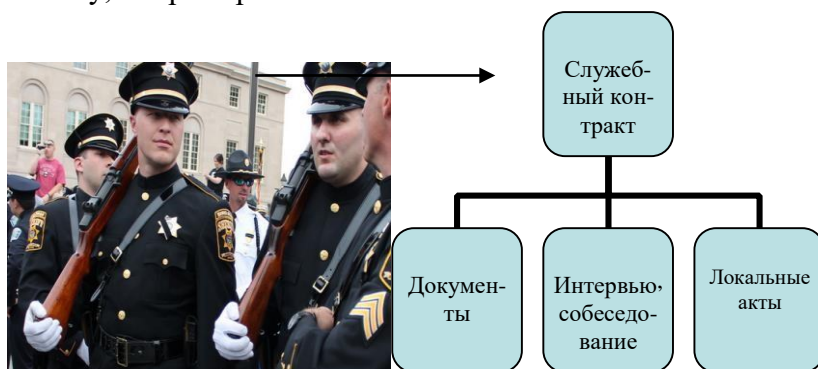 Служеб-
ный кон-
тракт
Докумен-
ты
Интервью,
собеседо-
вание
Локальные
акты